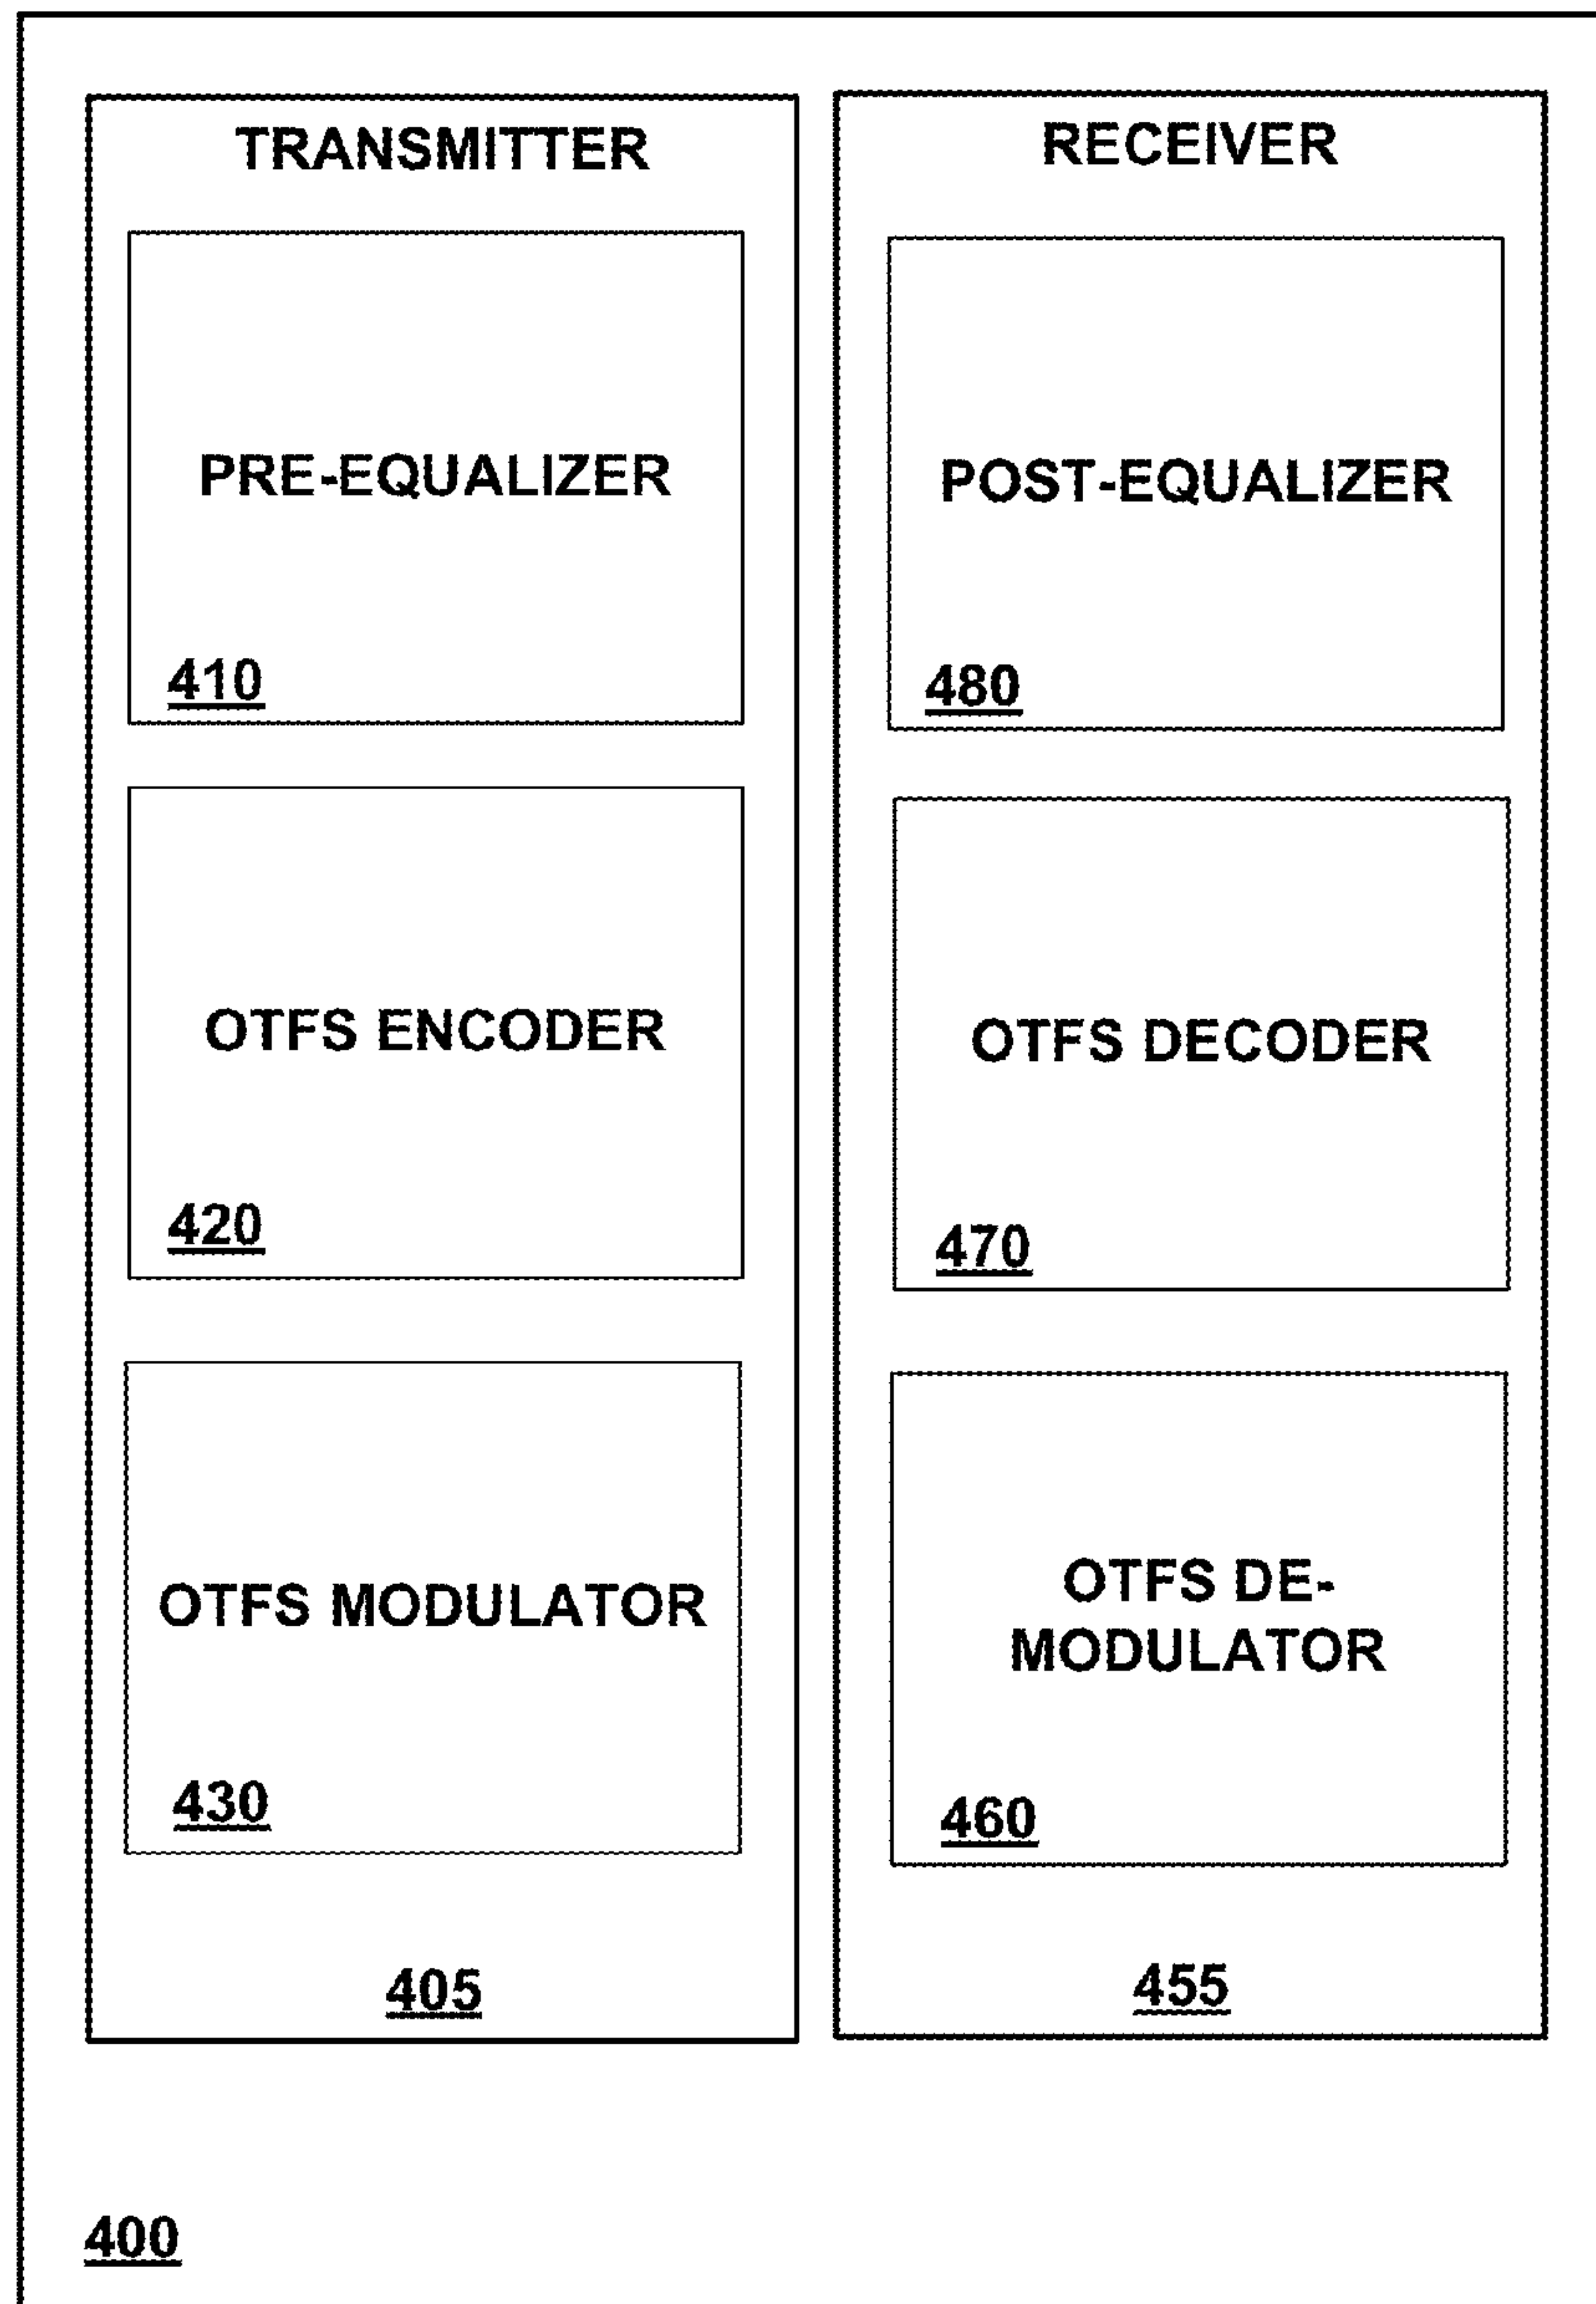 TRANSMITTER
PRE-EQUALIZER
410
OTFS ENCODER
420
OTFS MODULATOR
430
405
RECEIVER
POST-EQUALIZER
480
OTFS DECODER
470
OTFS DE-
MODULATOR
460
455
400